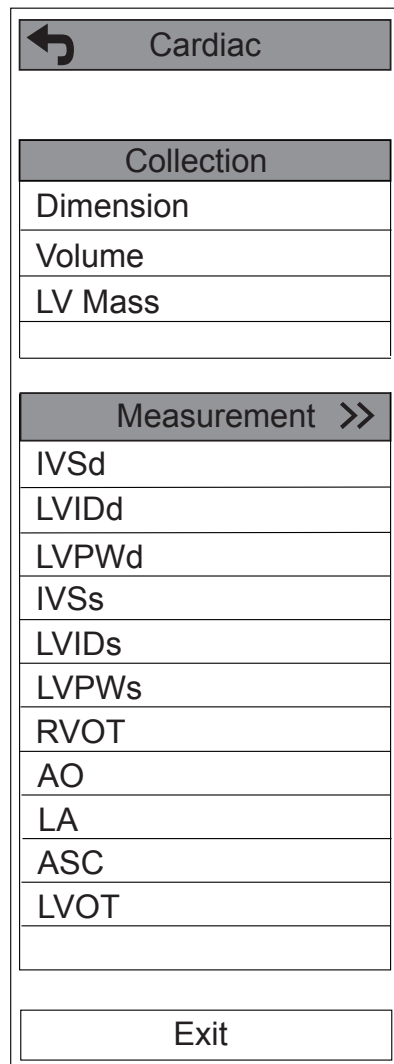 Cardiac
Collection
Dimension
Volume
LV Mass
Measurement >>
IVSd
LVIDd
LVPWd
IVSs
LVIDs
LVPWs
RVOT
AO
LA
ASC
LVOT
Exit